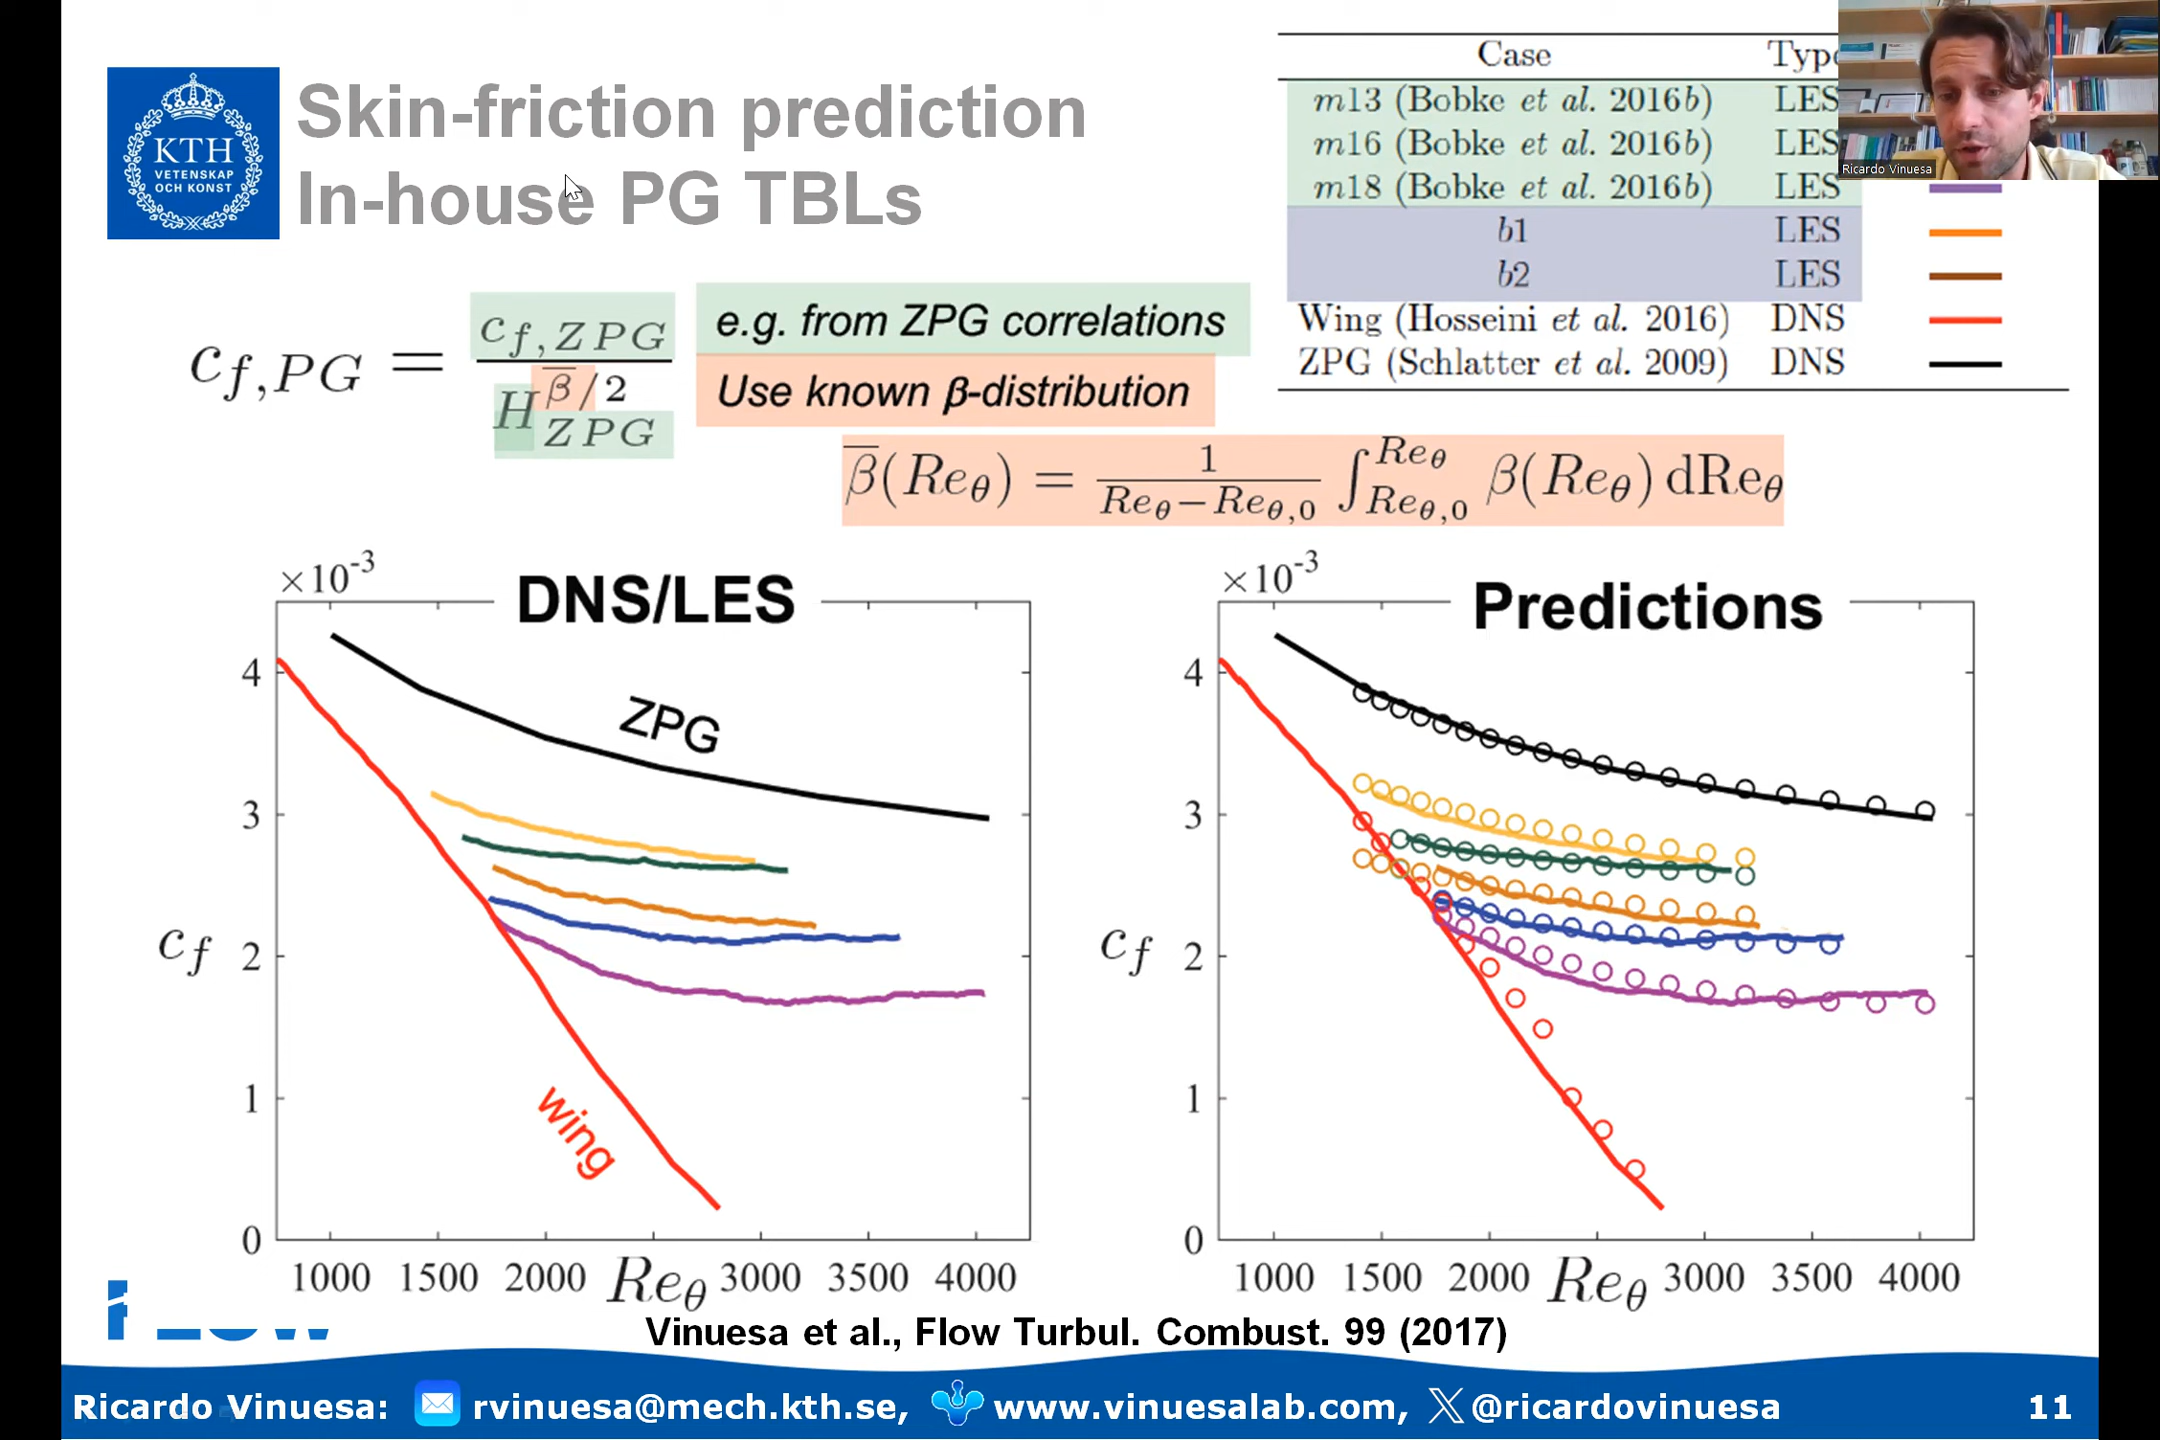 Skin-friction prediction
In-house PG TBLs
KTH
VETENSKAP
OCH KONST
Case Type
m13 (Bobke et al. 2016b) LES
m16 (Bobke et al. 2016b) LES
m18 (Bobke et al. 2016b) LES
b1 LES
b2 LES
Wing (Hosseini et al. 2016) DNS
ZPG (Schlatter et al. 2009) DNS
Ricardo Vinuesa
c_{f,PG} = \frac{c_{f,ZPG}}{H_{ZPG}^{\overline{β}/2}}
e.g. from ZPG correlations
Use known β-distribution
\overline{β}(Re_θ) = \frac{1}{Re_θ−Re_{θ,0}} ∫_{Re_{θ,0}}^{Re_θ} β(Re_θ) dRe_θ
×10^{-3} DNS/LES
4
3
c_f 2
1
0
ZPG
wing
1000 1500 2000 Re_θ 3000 3500 4000
×10^{-3} Predictions
4
3
c_f 2
1
0
1000 1500 2000 Re_θ 3000 3500 4000
Vinuesa et al., Flow Turbul. Combust. 99 (2017)
Ricardo Vinuesa: rvinuesa@mech.kth.se, www.vinuesalab.com, @ricardovinuesa 11